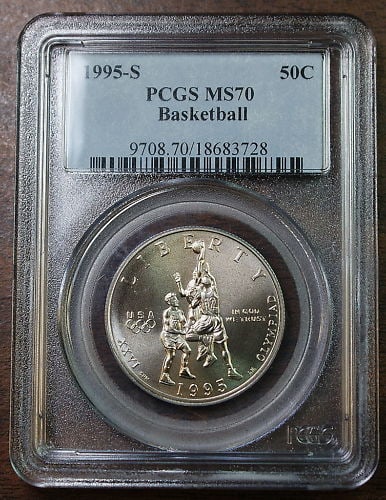 1995-S 50C
PCGS MS70
Basketball
9708.70/18683728
LIBERTY
USA
IN GOD
WE TRUST
XXVI
OLYMPIAD
1995
PCGS